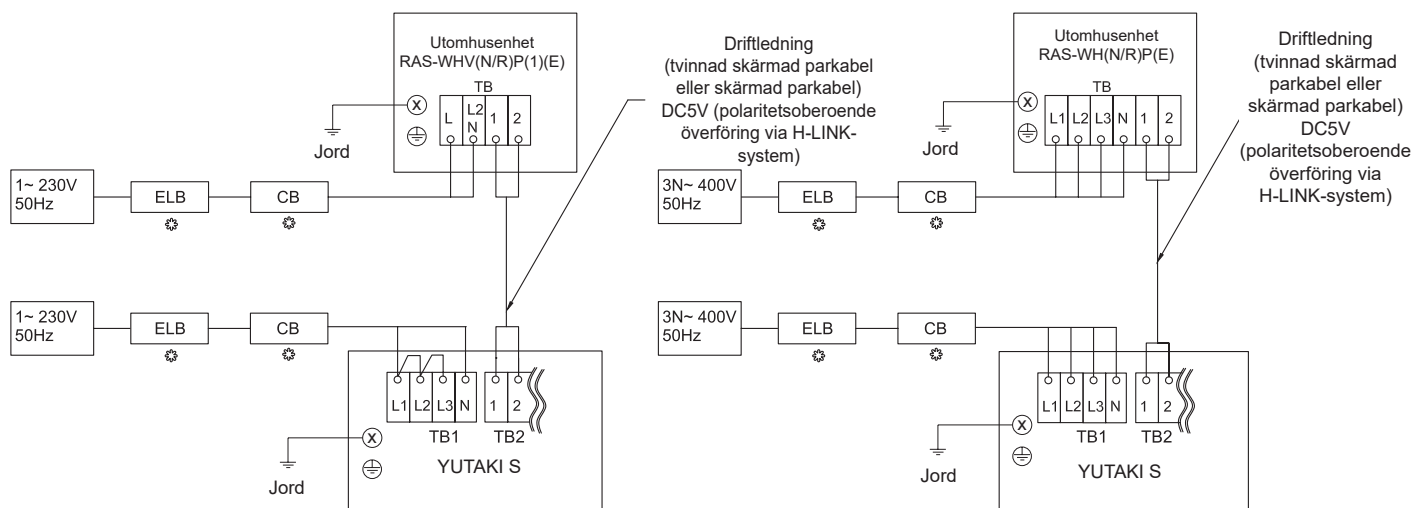 Utomhusenhet
RAS-WHV(N/R)P(1)(E)
TB
L
L2
N
1
2
X
Jord
1~ 230V
50Hz
ELB
CB
Driftledning
(tvinnad skärmad parkabel
eller skärmad parkabel)
DC5V (polaritetsoberoende
överföring via H-LINK-
system)
1~ 230V
50Hz
ELB
CB
L1
L2
L3
N
1
2
TB1
TB2
X
Jord
YUTAKI S
Utomhusenhet
RAS-WH(N/R)P(E)
TB
L1
L2
L3
N
1
2
X
Jord
3N~ 400V
50Hz
ELB
CB
Driftledning
(tvinnad skärmad
parkabel eller
skärmad parkabel)
DC5V
(polaritetsoberoende
överföring via
H-LINK-system)
3N~ 400V
50Hz
ELB
CB
L1
L2
L3
N
1
2
TB1
TB2
X
Jord
YUTAKI S